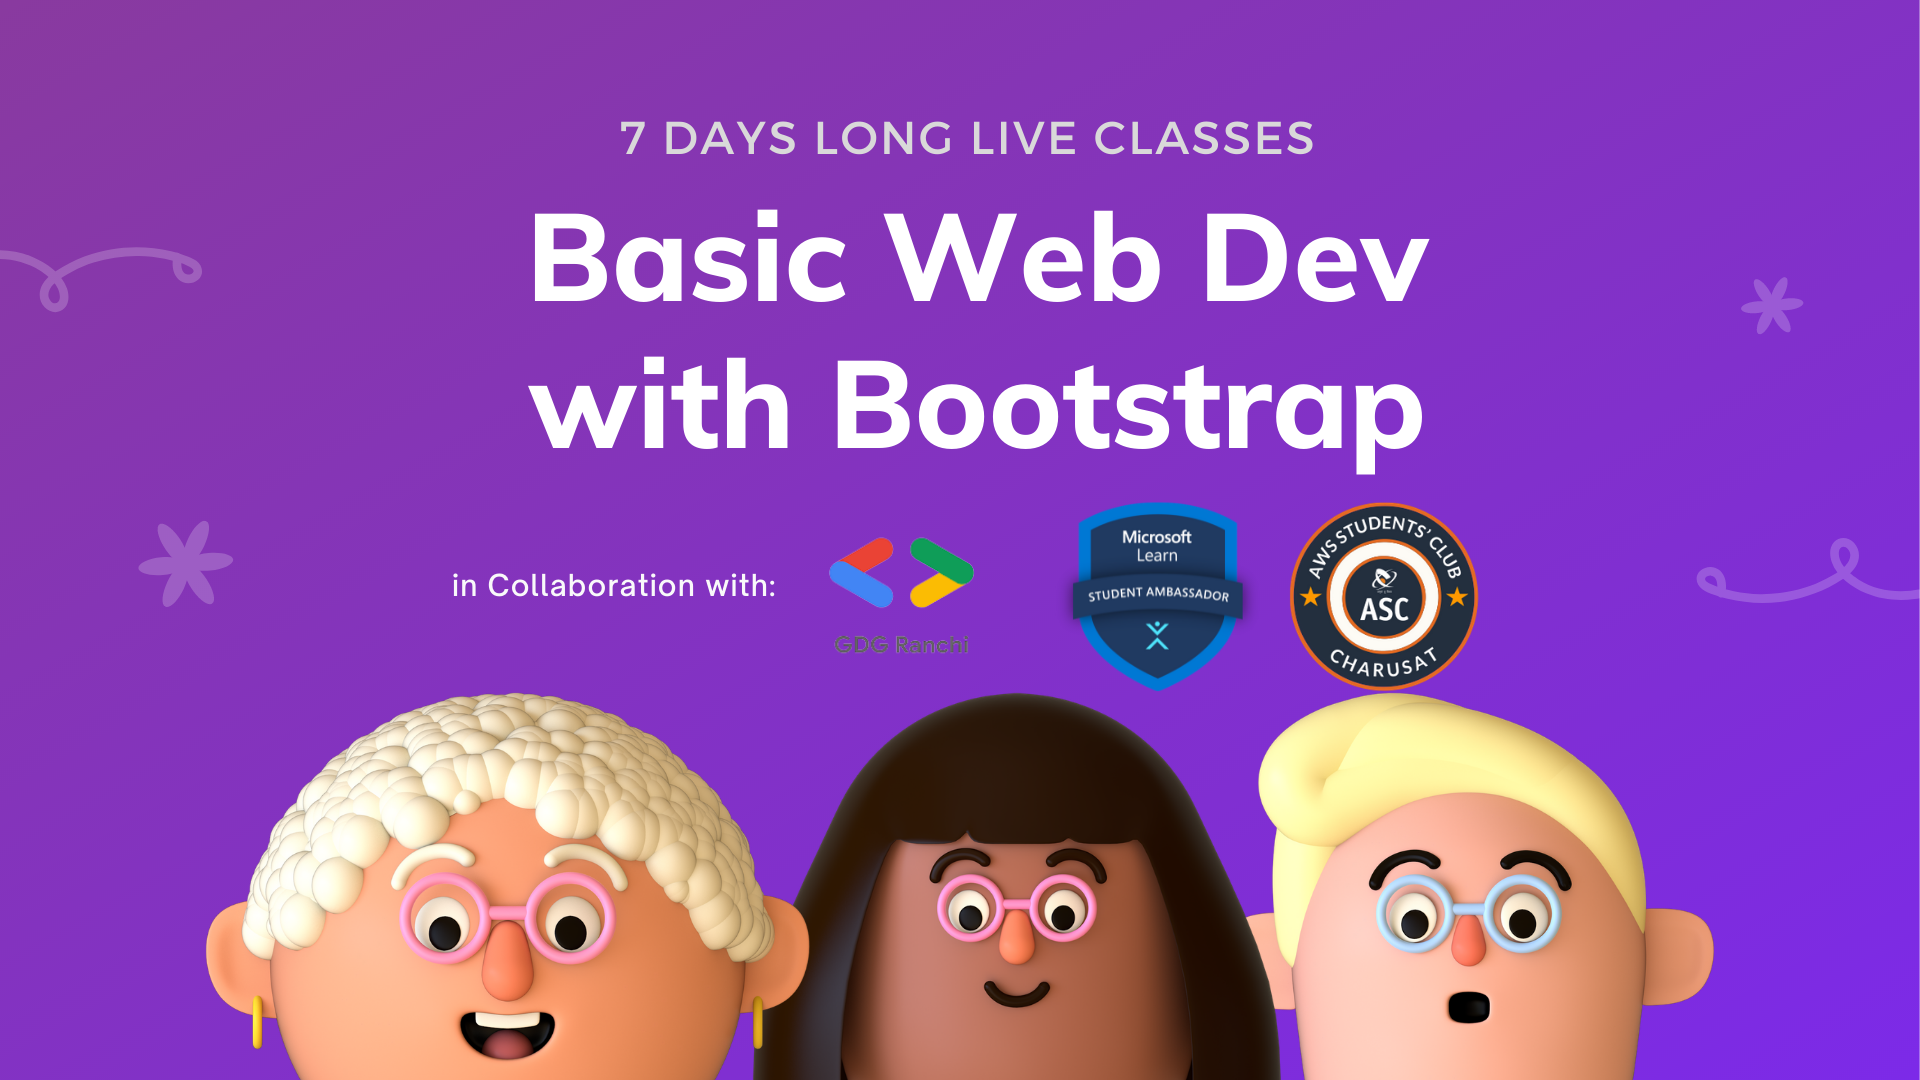 7 DAYS LONG LIVE CLASSES
Basic Web Dev
with Bootstrap
in Collaboration with:
GDG Ranchi
Microsoft
Learn
STUDENT AMBASSADOR
AWS STUDENTS' CLUB
ASC
CHARUSAT